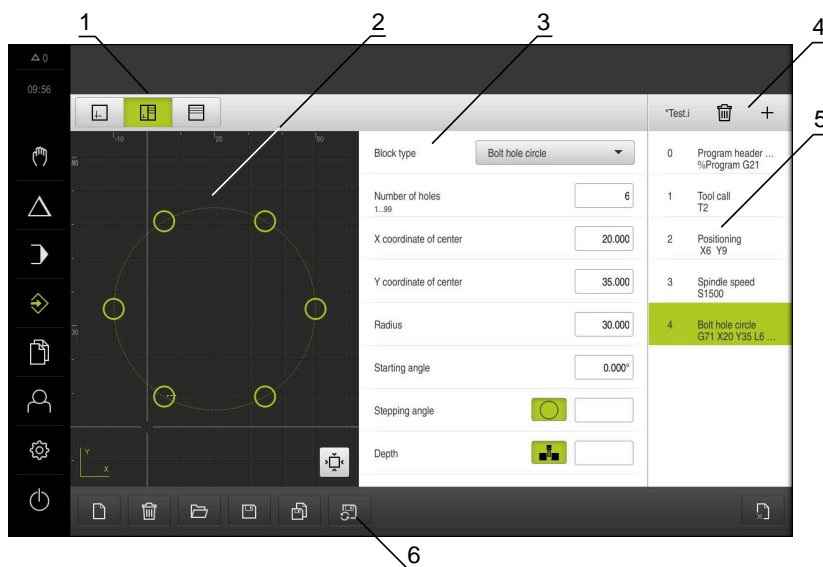 1
2
3
4
5
6
0
09:56
-10
20
50
80
30
Y
X
Block type
Bolt hole circle
Number of holes
1...99
6
X coordinate of center
20.000
Y coordinate of center
35.000
Radius
30.000
Starting angle
0.000°
Stepping angle
Depth
*Test.i
0 Program header ...
%Program G21
1 Tool call
T2
2 Positioning
X6 Y9
3 Spindle speed
S1500
4 Bolt hole circle
G71 X20 Y35 L6 ...